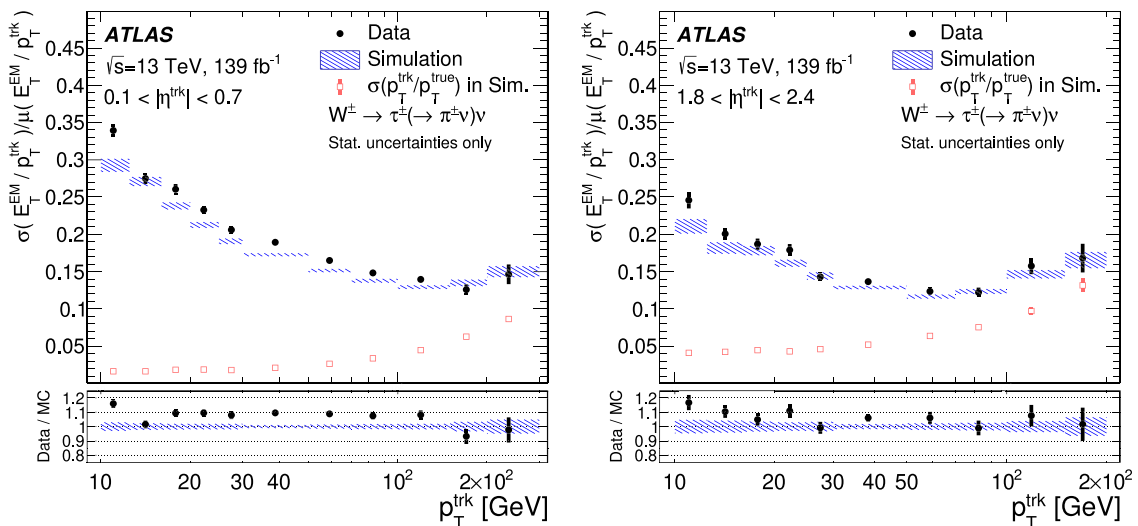 σ( E_T^EM / p_T^trk )/μ( E_T^EM / p_T^trk )
0.45
0.4
0.35
0.3
0.25
0.2
0.15
0.1
0.05
ATLAS
√s=13 TeV, 139 fb⁻¹
0.1 < |η^trk| < 0.7
Data
Simulation
σ(p_T^trk/p_T^true) in Sim.
W± → τ±(→ π±ν)ν
Stat. uncertainties only
Data / MC
1.2
1.1
1
0.9
0.8
10 20 30 40 10² 2×10²
p_T^trk [GeV]
σ( E_T^EM / p_T^trk )/μ( E_T^EM / p_T^trk )
0.45
0.4
0.35
0.3
0.25
0.2
0.15
0.1
0.05
ATLAS
√s=13 TeV, 139 fb⁻¹
1.8 < |η^trk| < 2.4
Data
Simulation
σ(p_T^trk/p_T^true) in Sim.
W± → τ±(→ π±ν)ν
Stat. uncertainties only
Data / MC
1.2
1.1
1
0.9
0.8
10 20 30 40 50 10² 2×10²
p_T^trk [GeV]